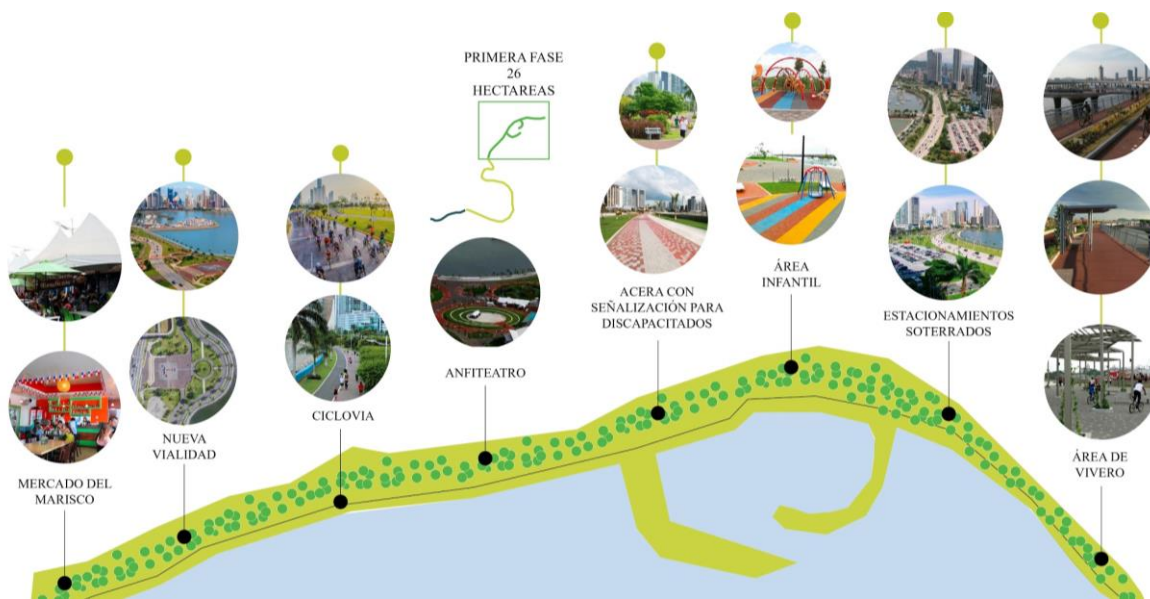 PRIMERA FASE
26
HECTAREAS
MERCADO DEL
MARISCO
NUEVA
VIALIDAD
CICLOVIA
ANFITEATRO
ACERA CON
SEÑALIZACIÓN PARA
DISCAPACITADOS
ÁREA
INFANTIL
ESTACIONAMIENTOS
SOTERRADOS
ÁREA DE
VIVERO